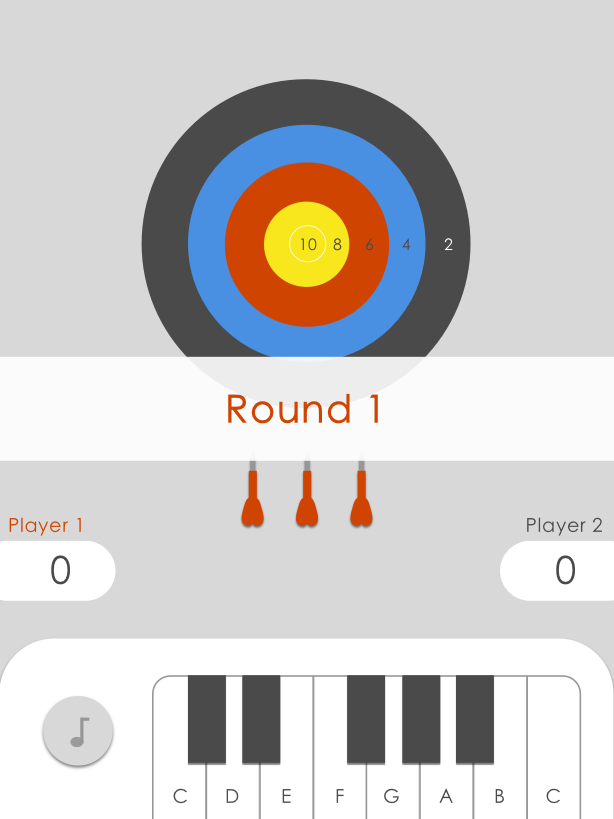 10 8 6 4 2
Round 1
Player 1 Player 2
0 0
C D E F G A B C